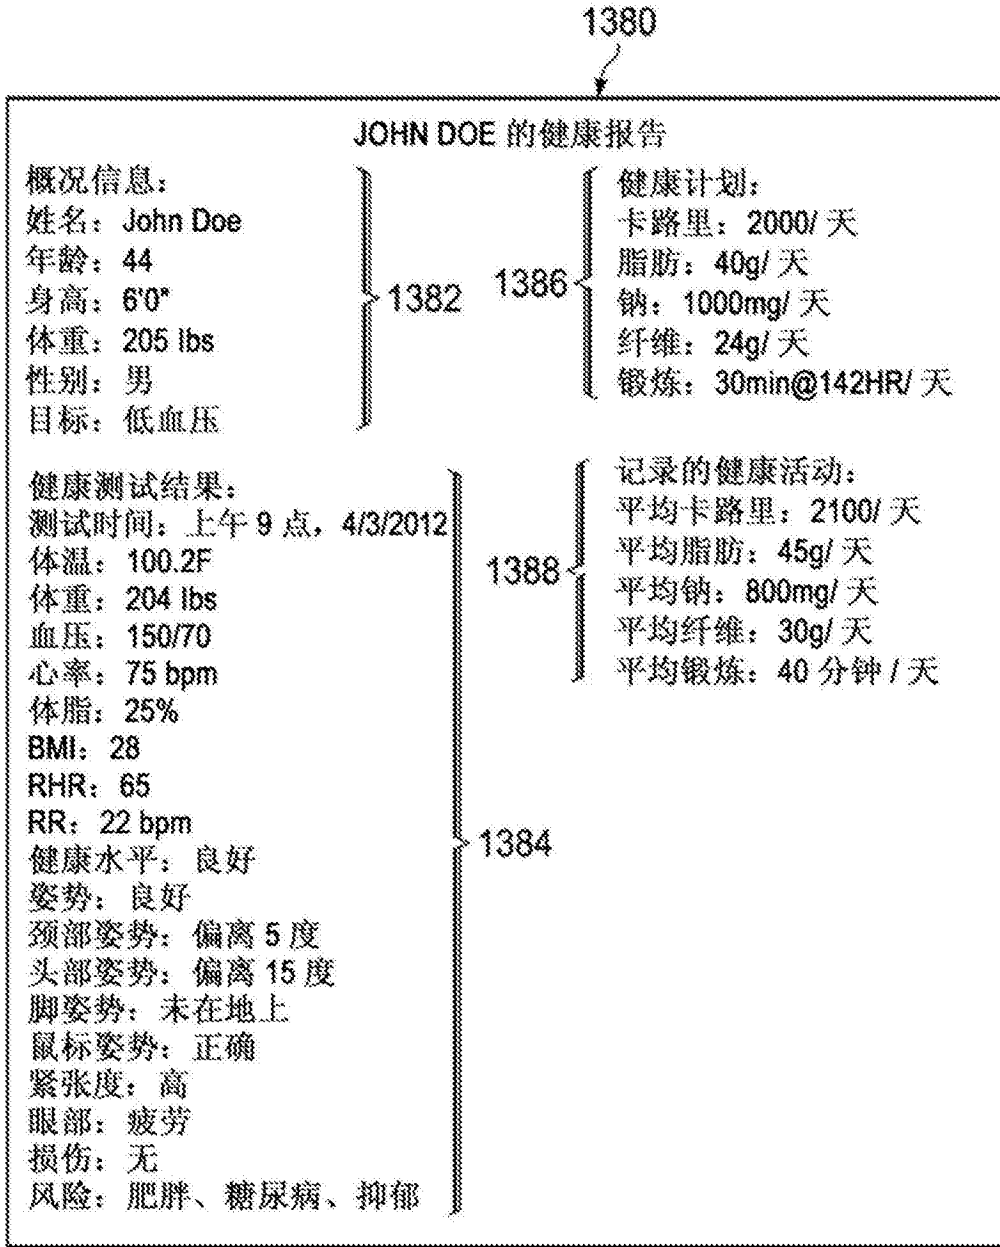 1380
JOHN DOE 的健康报告
概况信息：
姓名：John Doe
年龄：44
身高：6'0"
体重：205 lbs
性别：男
目标：低血压
1382
1386
健康计划：
卡路里：2000/ 天
脂肪：40g/ 天
钠：1000mg/ 天
纤维：24g/ 天
锻炼：30min@142HR/ 天
健康测试结果：
测试时间：上午 9 点，4/3/2012
体温：100.2F
体重：204 lbs
血压：150/70
心率：75 bpm
体脂：25%
BMI：28
RHR：65
RR：22 bpm
健康水平：良好
姿势：良好
颈部姿势：偏离 5 度
头部姿势：偏离 15 度
脚姿势：未在地上
鼠标姿势：正确
紧张度：高
眼部：疲劳
损伤：无
风险：肥胖、糖尿病、抑郁
1384
1388
记录的健康活动：
平均卡路里：2100/ 天
平均脂肪：45g/ 天
平均钠：800mg/ 天
平均纤维：30g/ 天
平均锻炼：40 分钟 / 天